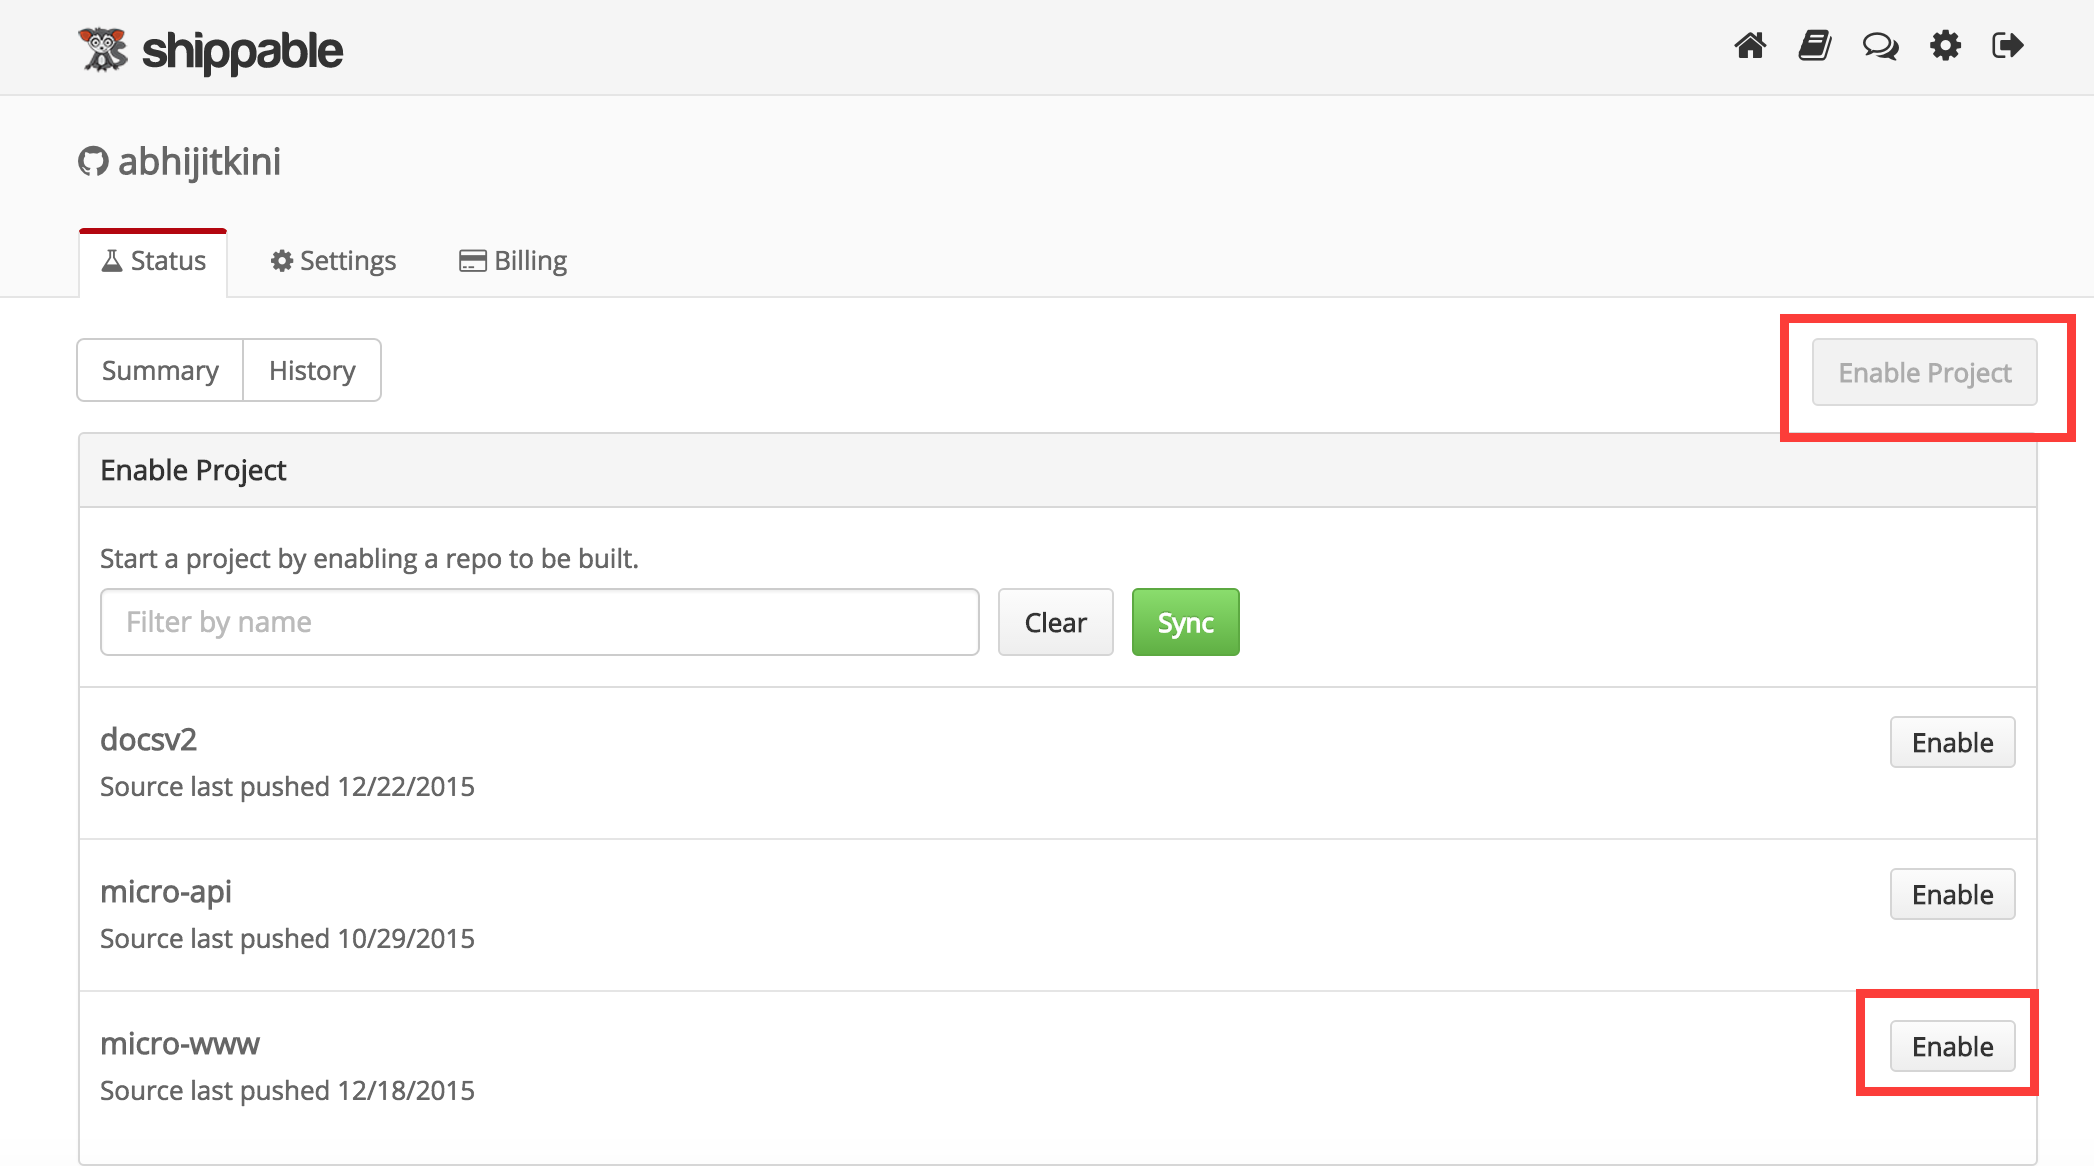 shippable
abhijitkini
Status Settings Billing
Summary History Enable Project
Enable Project
Start a project by enabling a repo to be built.
Filter by name Clear Sync
docsv2 Enable
Source last pushed 12/22/2015
micro-api Enable
Source last pushed 10/29/2015
micro-www Enable
Source last pushed 12/18/2015